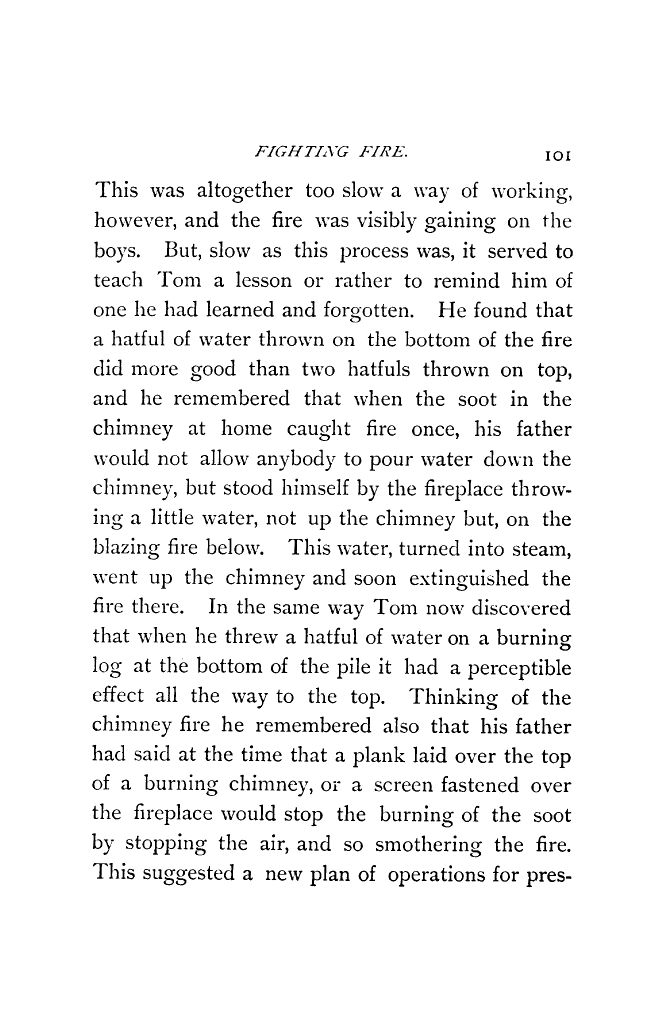 FIGHTING FIRE. 101
This was altogether too slow a way of working,
however, and the fire was visibly gaining on the
boys. But, slow as this process was, it served to
teach Tom a lesson or rather to remind him of
one he had learned and forgotten. He found that
a hatful of water thrown on the bottom of the fire
did more good than two hatfuls thrown on top,
and he remembered that when the soot in the
chimney at home caught fire once, his father
would not allow anybody to pour water down the
chimney, but stood himself by the fireplace throw-
ing a little water, not up the chimney but, on the
blazing fire below. This water, turned into steam,
went up the chimney and soon extinguished the
fire there. In the same way Tom now discovered
that when he threw a hatful of water on a burning
log at the bottom of the pile it had a perceptible
effect all the way to the top. Thinking of the
chimney fire he remembered also that his father
had said at the time that a plank laid over the top
of a burning chimney, or a screen fastened over
the fireplace would stop the burning of the soot
by stopping the air, and so smothering the fire.
This suggested a new plan of operations for pres-